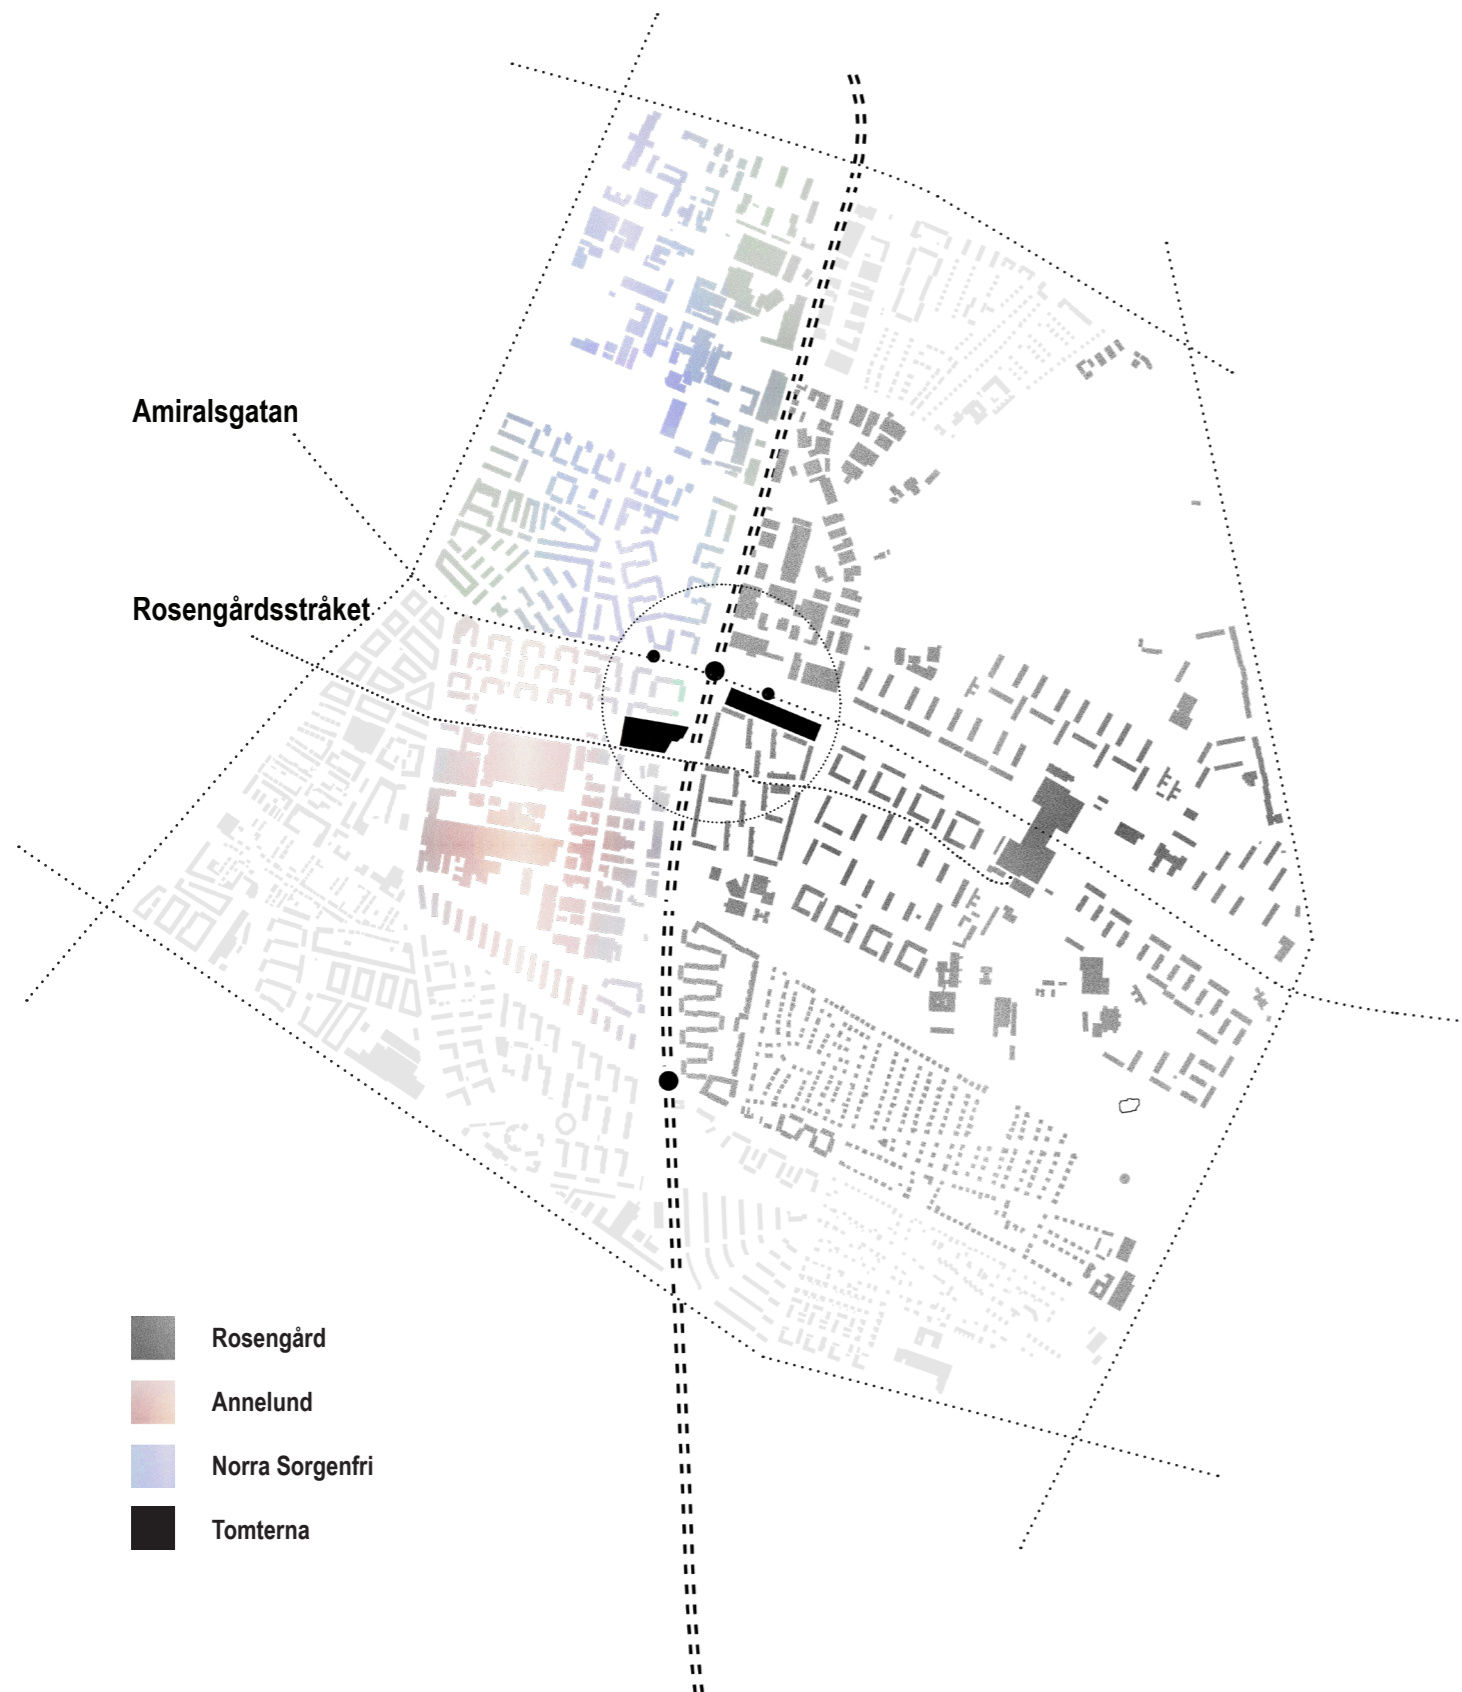 Amiralsgatan
Rosengårdsstråket
Rosengård
Annelund
Norra Sorgenfri
Tomterna